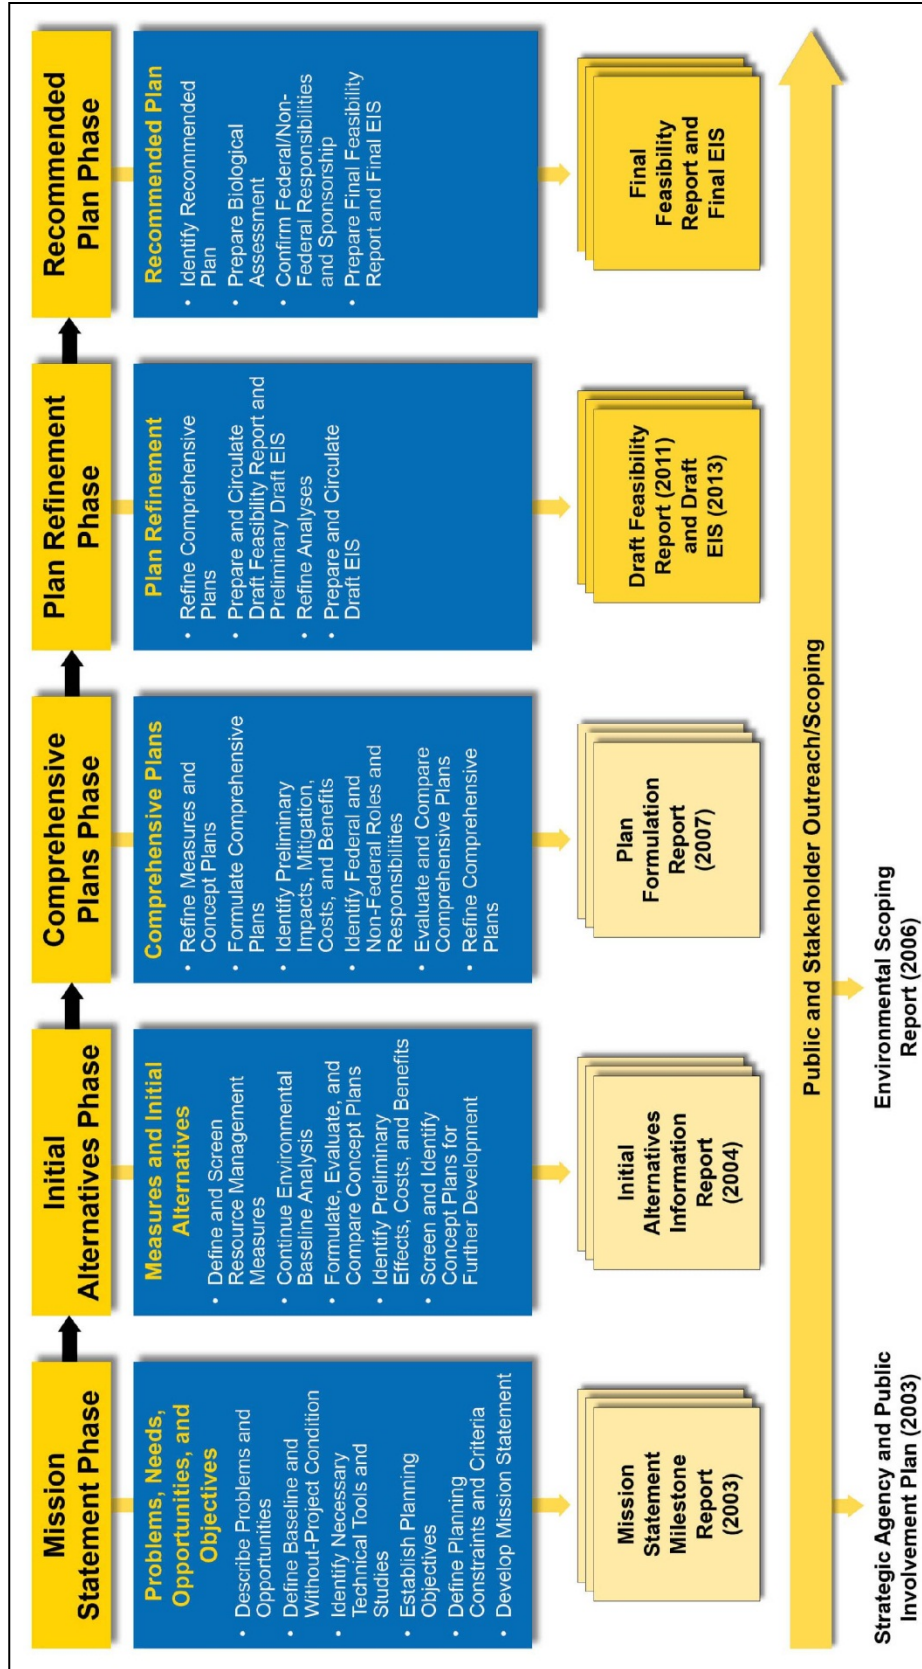 Mission
Statement Phase
Problems, Needs,
Opportunities, and
Objectives
• Describe Problems and
Opportunities
• Define Baseline and
Without-Project Condition
• Identify Necessary
Technical Tools and
Studies
• Establish Planning
Objectives
• Define Planning
Constraints and Criteria
• Develop Mission Statement
Mission
Statement
Milestone
Report
(2003)
Initial
Alternatives Phase
Measures and Initial
Alternatives
• Define and Screen
Resource Management
Measures
• Continue Environmental
Baseline Analysis
• Formulate, Evaluate, and
Compare Concept Plans
• Identify Preliminary
Effects, Costs, and Benefits
• Screen and Identify
Concept Plans for
Further Development
Initial
Alternatives
Information
Report
(2004)
Comprehensive
Plans Phase
Comprehensive Plans
• Refine Measures and
Concept Plans
• Formulate Comprehensive
Plans
• Identify Preliminary
Impacts, Mitigation,
Costs, and Benefits
• Identify Federal and
Non-Federal Roles and
Responsibilities
• Evaluate and Compare
Comprehensive Plans
• Refine Comprehensive
Plans
Plan
Formulation
Report
(2007)
Plan Refinement
Phase
Plan Refinement
• Refine Comprehensive
Plans
• Prepare and Circulate
Draft Feasibility Report and
Preliminary Draft EIS
• Refine Analyses
• Prepare and Circulate
Draft EIS
Draft Feasibility
Report (2011)
and Draft
EIS (2013)
Recommended
Plan Phase
Recommended Plan
• Identify Recommended
Plan
• Prepare Biological
Assessment
• Confirm Federal/Non-
Federal Responsibilities
and Sponsorship
• Prepare Final Feasibility
Report and Final EIS
Final
Feasibility
Report and
Final EIS
Public and Stakeholder Outreach/Scoping
Strategic Agency and Public
Involvement Plan (2003)
Environmental Scoping
Report (2006)